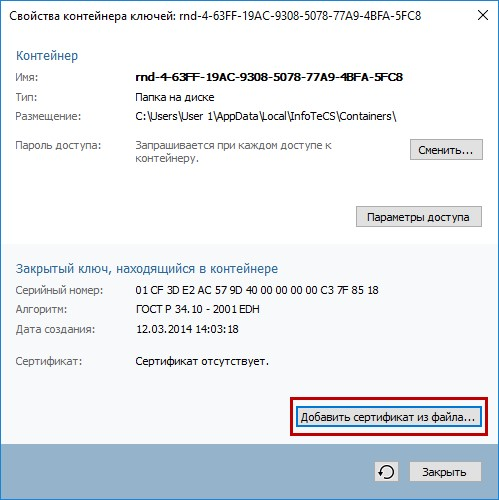 Свойства контейнера ключей: rnd-4-63FF-19AC-9308-5078-77A9-4BFA-5FC8
Контейнер
Имя: rnd-4-63FF-19AC-9308-5078-77A9-4BFA-5FC8
Тип: Папка на диске
Размещение: C:\Users\User 1\AppData\Local\InfoTeCS\Containers\
Пароль доступа: Запрашивается при каждом доступе к
контейнеру.
Сменить...
Параметры доступа
Закрытый ключ, находящийся в контейнере
Серийный номер: 01 CF 3D E2 AC 57 9D 40 00 00 00 00 C3 7F 85 18
Алгоритм: ГОСТ Р 34.10 - 2001 EDH
Дата создания: 12.03.2014 14:03:18
Сертификат: Сертификат отсутствует.
Добавить сертификат из файла...
Закрыть